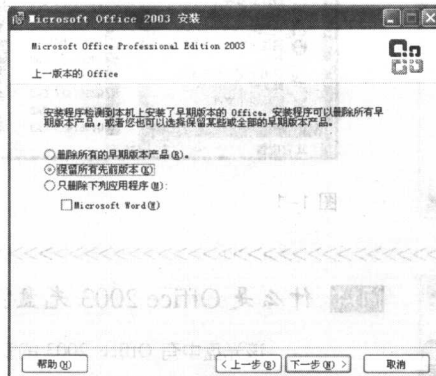 Microsoft Office 2003 安装
Microsoft Office Professional Edition 2003
上一版本的 Office
安装程序检测到本机上安装了早期版本的 Office。安装程序可以删除所有早
期版本产品，或者您也可以选择保留某些或全部的早期版本产品。
删除所有的早期版本产品(R)。
保留所有先前版本(K)
只删除下列应用程序(M):
Microsoft Word(W)
图 1-1
什么是 Office 2003 完整
帮助(H)
<上一步(B)
下一步(N) >
取消